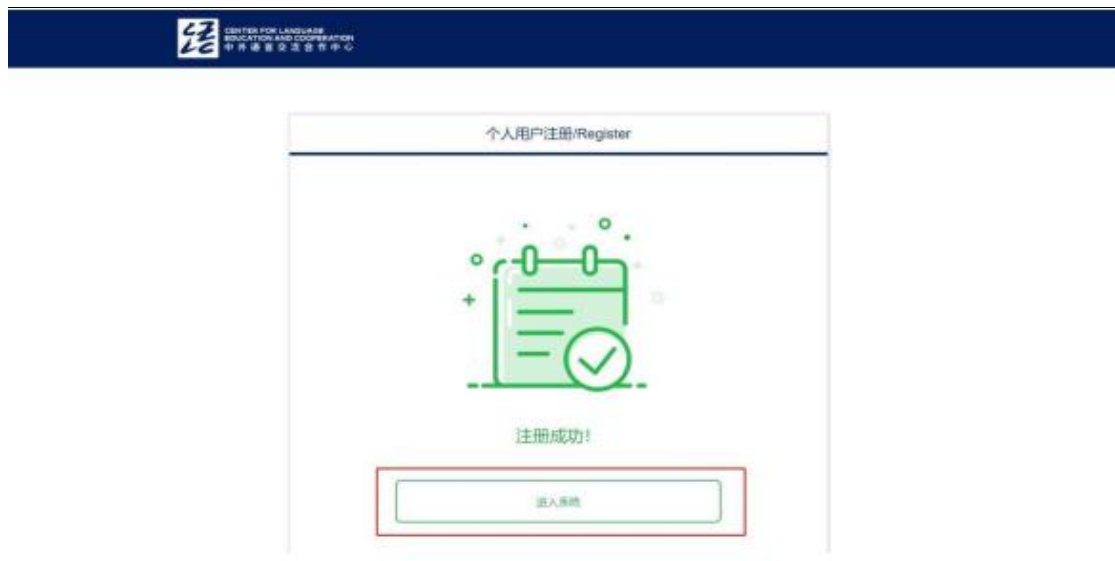 CENTER FOR LANGUAGE
EDUCATION AND COOPERATION
中外语言交流合作中心
个人用户注册/Register
注册成功!
进入系统